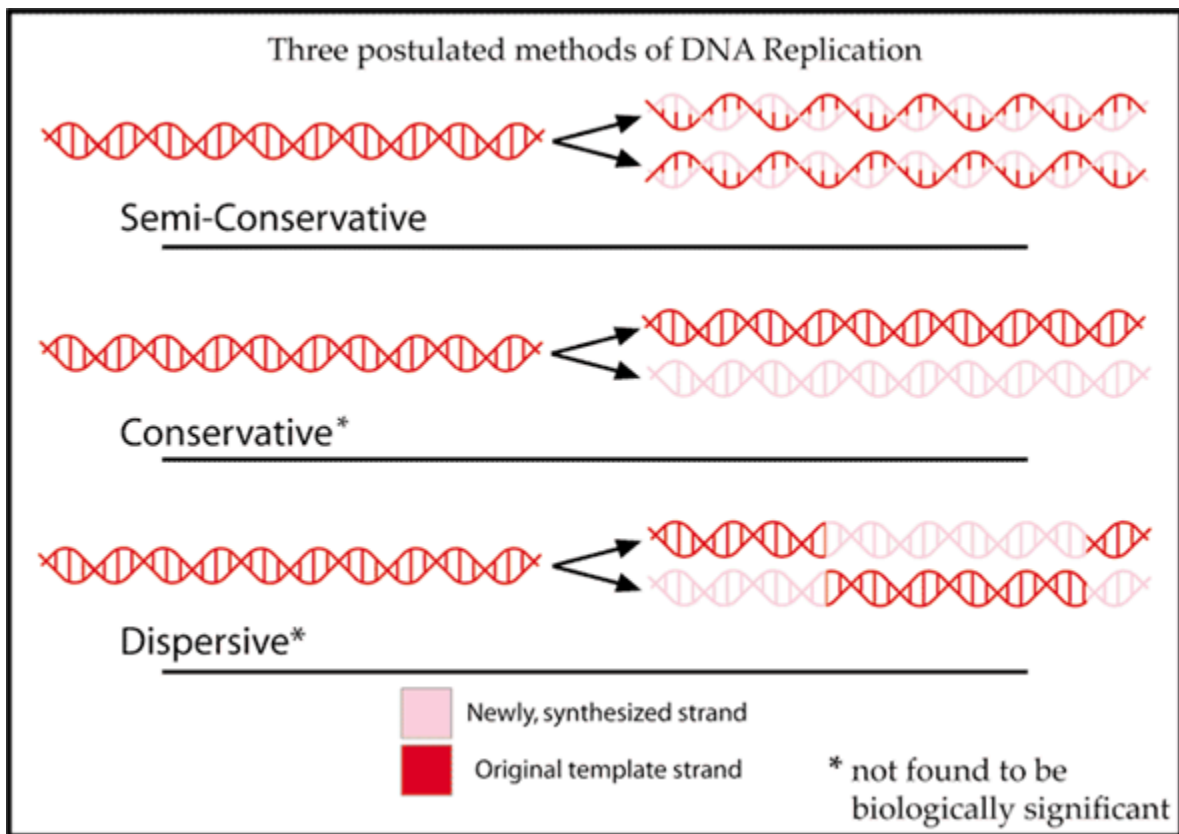 Three postulated methods of DNA Replication
Semi-Conservative
Conservative*
Dispersive*
Newly, synthesized strand
Original template strand
* not found to be
biologically significant